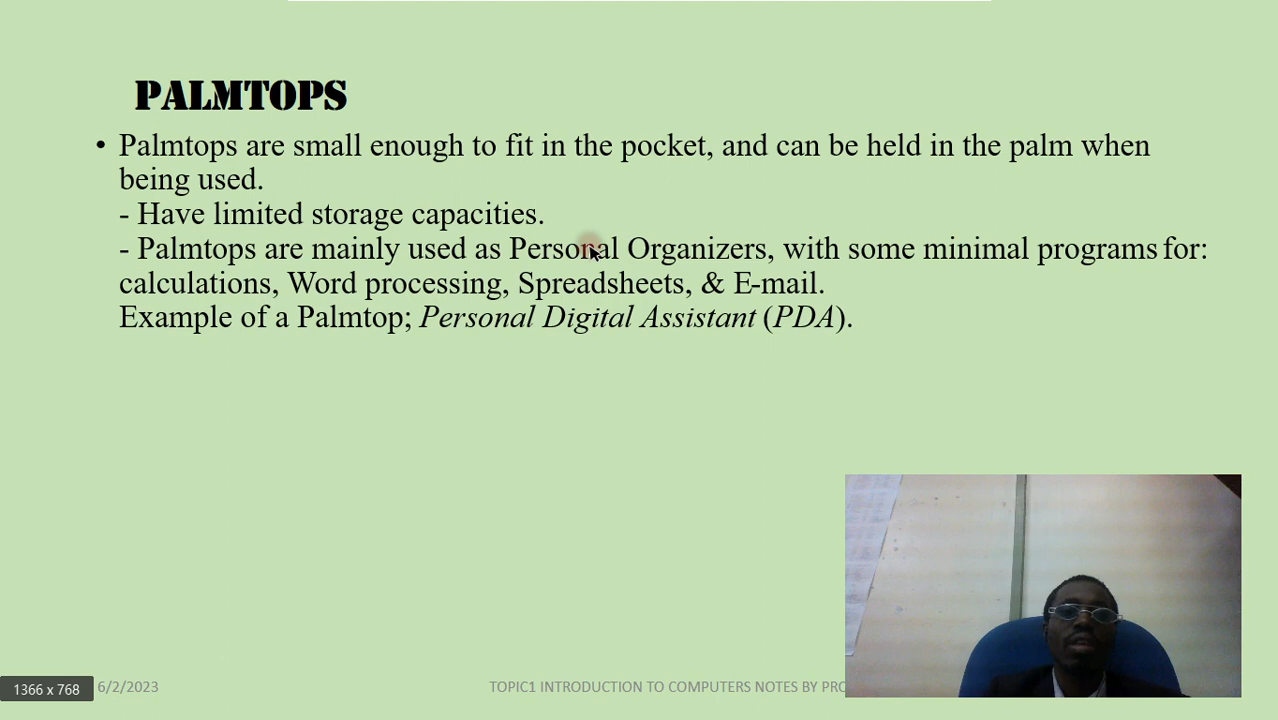 PALMTOPS
• Palmtops are small enough to fit in the pocket, and can be held in the palm when
being used.
- Have limited storage capacities.
- Palmtops are mainly used as Personal Organizers, with some minimal programs for:
calculations, Word processing, Spreadsheets, & E-mail.
Example of a Palmtop; Personal Digital Assistant (PDA).
1366 x 768
6/2/2023
TOPIC1 INTRODUCTION TO COMPUTERS NOTES BY